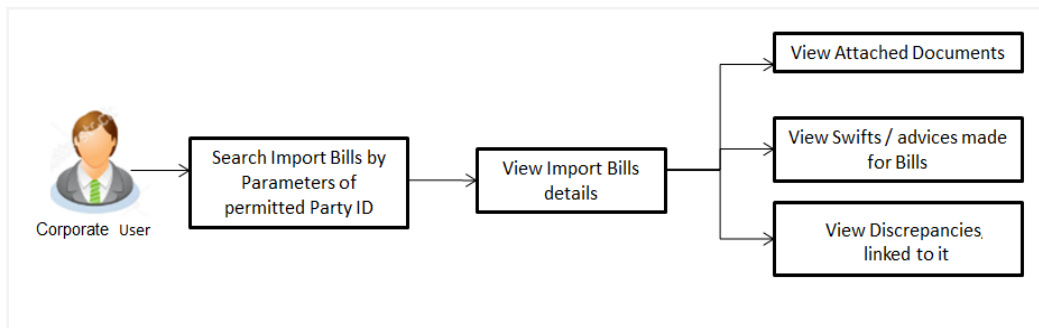 View Attached Documents
View Swifts / advices made
for Bills
Search Import Bills by
Parameters of
permitted Party ID
View Import Bills
details
View Discrepancies,
linked to it
Corporate User